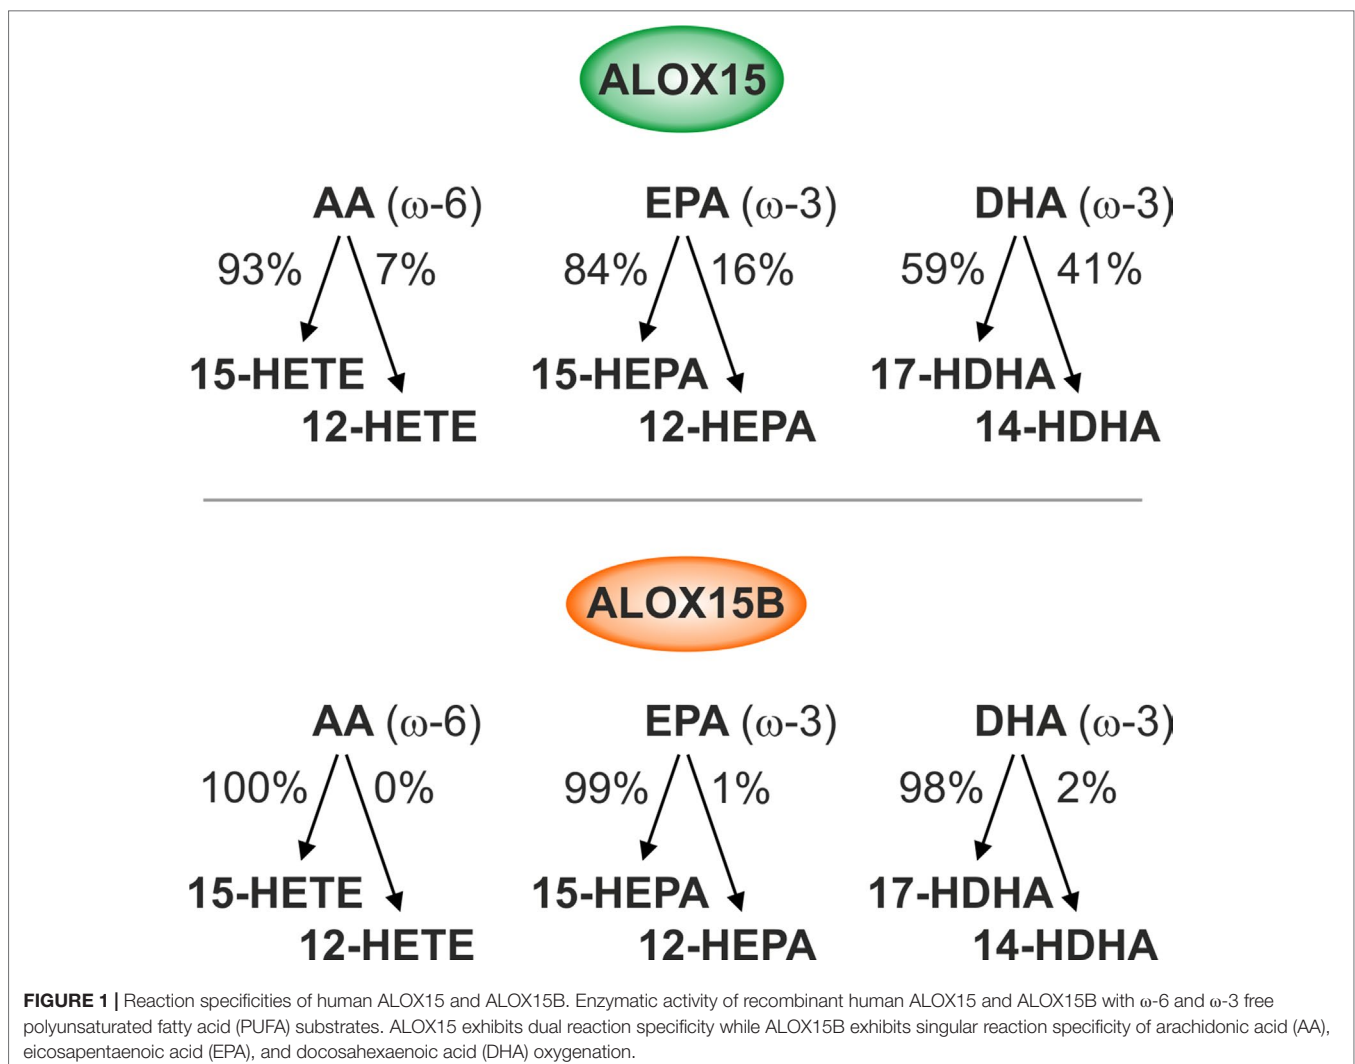 ALOX15
AA (ω-6) EPA (ω-3) DHA (ω-3)
93% 7% 84% 16% 59% 41%
15-HETE 15-HEPA 17-HDHA
12-HETE 12-HEPA 14-HDHA
ALOX15B
AA (ω-6) EPA (ω-3) DHA (ω-3)
100% 0% 99% 1% 98% 2%
15-HETE 15-HEPA 17-HDHA
12-HETE 12-HEPA 14-HDHA
FIGURE 1 | Reaction specificities of human ALOX15 and ALOX15B. Enzymatic activity of recombinant human ALOX15 and ALOX15B with ω-6 and ω-3 free
polyunsaturated fatty acid (PUFA) substrates. ALOX15 exhibits dual reaction specificity while ALOX15B exhibits singular reaction specificity of arachidonic acid (AA),
eicosapentaenoic acid (EPA), and docosahexaenoic acid (DHA) oxygenation.